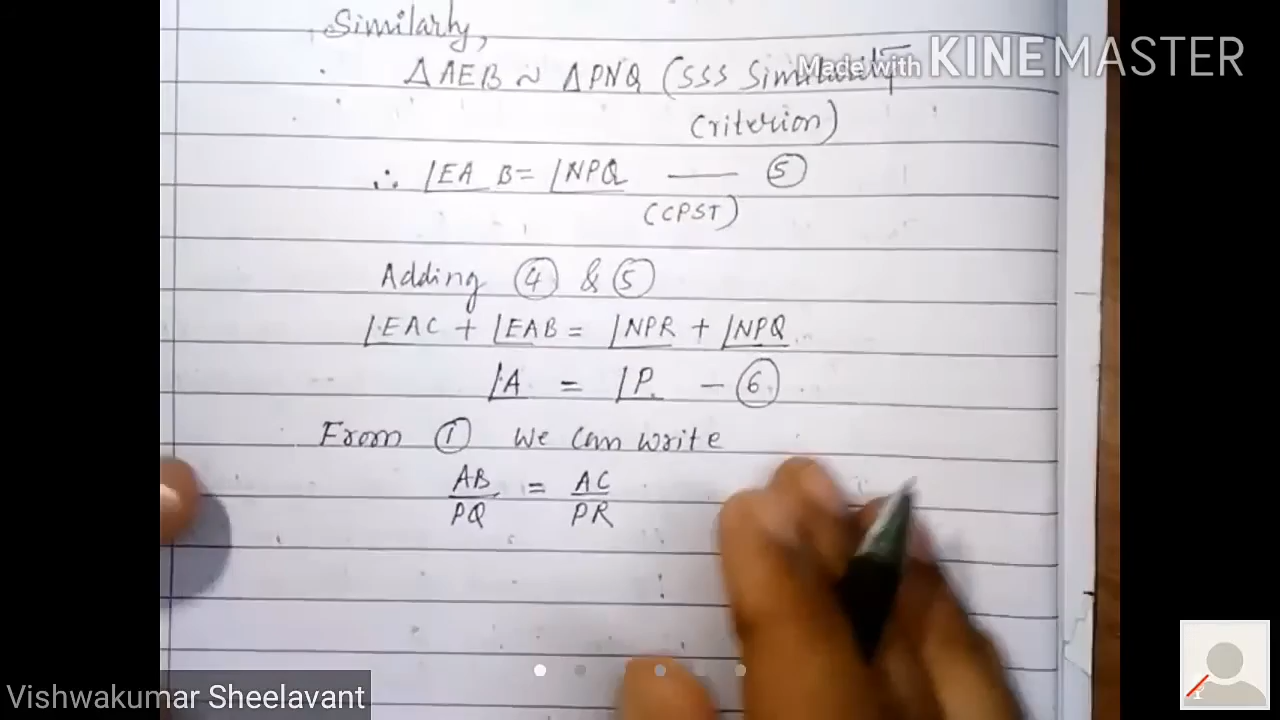 Similarly,
△AEB ~ △PNQ (SSS Similarity
Made with KINEMASTER
Criterion)
∴ ∠EAB = ∠NPQ —— ⑤
(CPST)
Adding ④ & ⑤
∠EAC + ∠EAB = ∠NPR + ∠NPQ
∠A = ∠P - ⑥
From ① we can write
AB/PQ = AC/PR
Vishwakumar Sheelavant